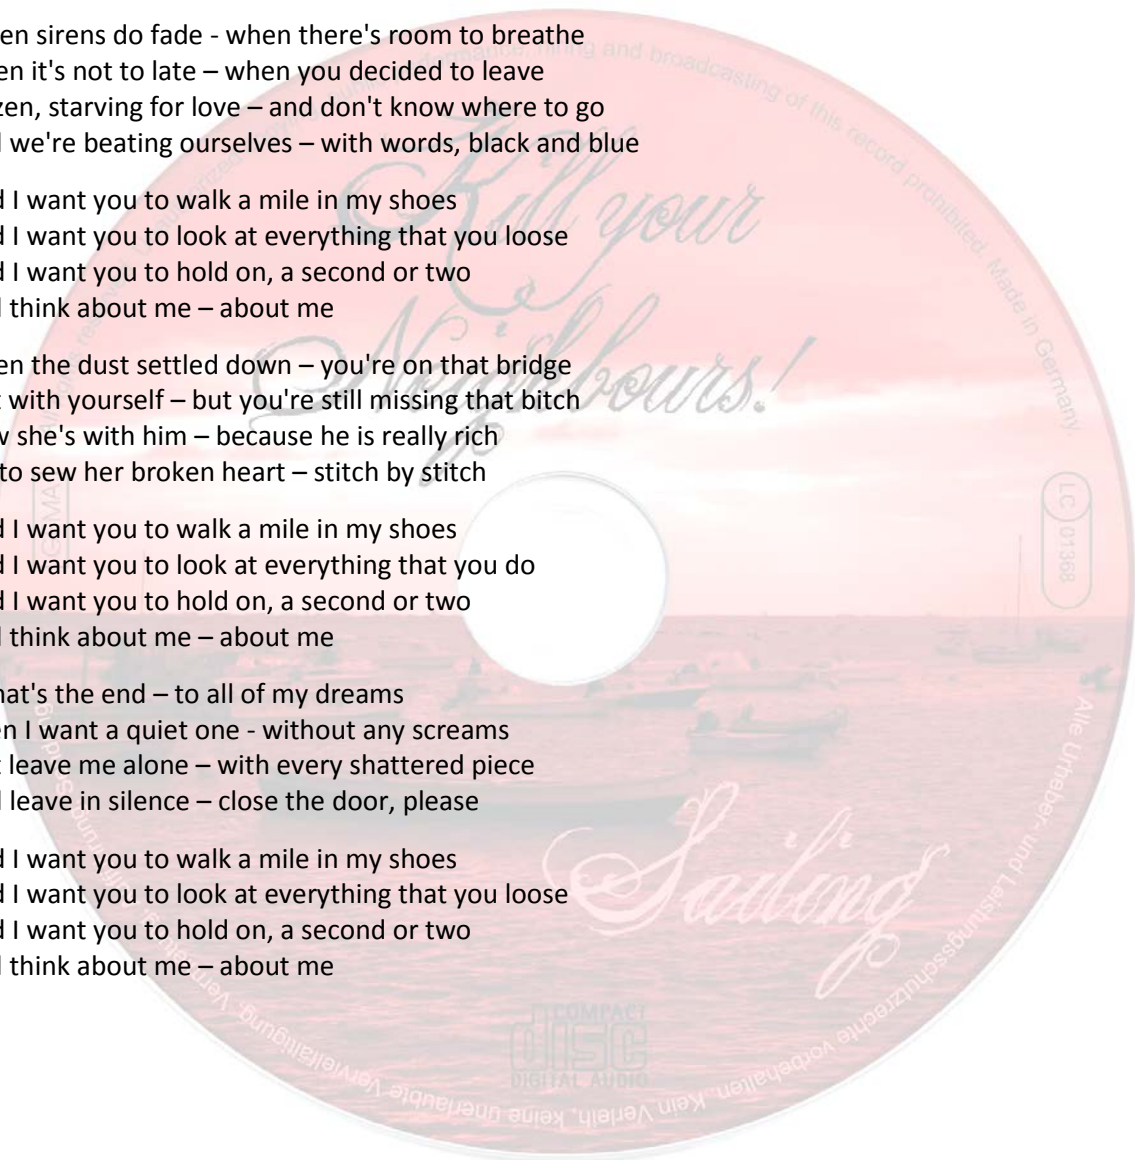 en sirens do fade - when there's room to breathe
en it's not to late – when you decided to leave
zen, starving for love – and don't know where to go
l we're beating ourselves – with words, black and blue
d I want you to walk a mile in my shoes
d I want you to look at everything that you loose
d I want you to hold on, a second or two
l think about me – about me
en the dust settled down – you're on that bridge
t with yourself – but you're still missing that bitch
w she's with him – because he is really rich
to sew her broken heart – stitch by stitch
d I want you to walk a mile in my shoes
d I want you to look at everything that you do
d I want you to hold on, a second or two
l think about me – about me
hat's the end – to all of my dreams
en I want a quiet one - without any screams
t leave me alone – with every shattered piece
l leave in silence – close the door, please
d I want you to walk a mile in my shoes
d I want you to look at everything that you loose
d I want you to hold on, a second or two
l think about me – about me
Kill your
Neighbours!
Sailing
and broadcasting of this record prohibited. Made in Germany.
GEMA
LC 01368
Alle Urheber- und Leistungsschutzrechte vorbehalten. Kein Verleih, keine unerlaubte Vervielfältigung,
COMPACT
DISC
DIGITAL AUDIO